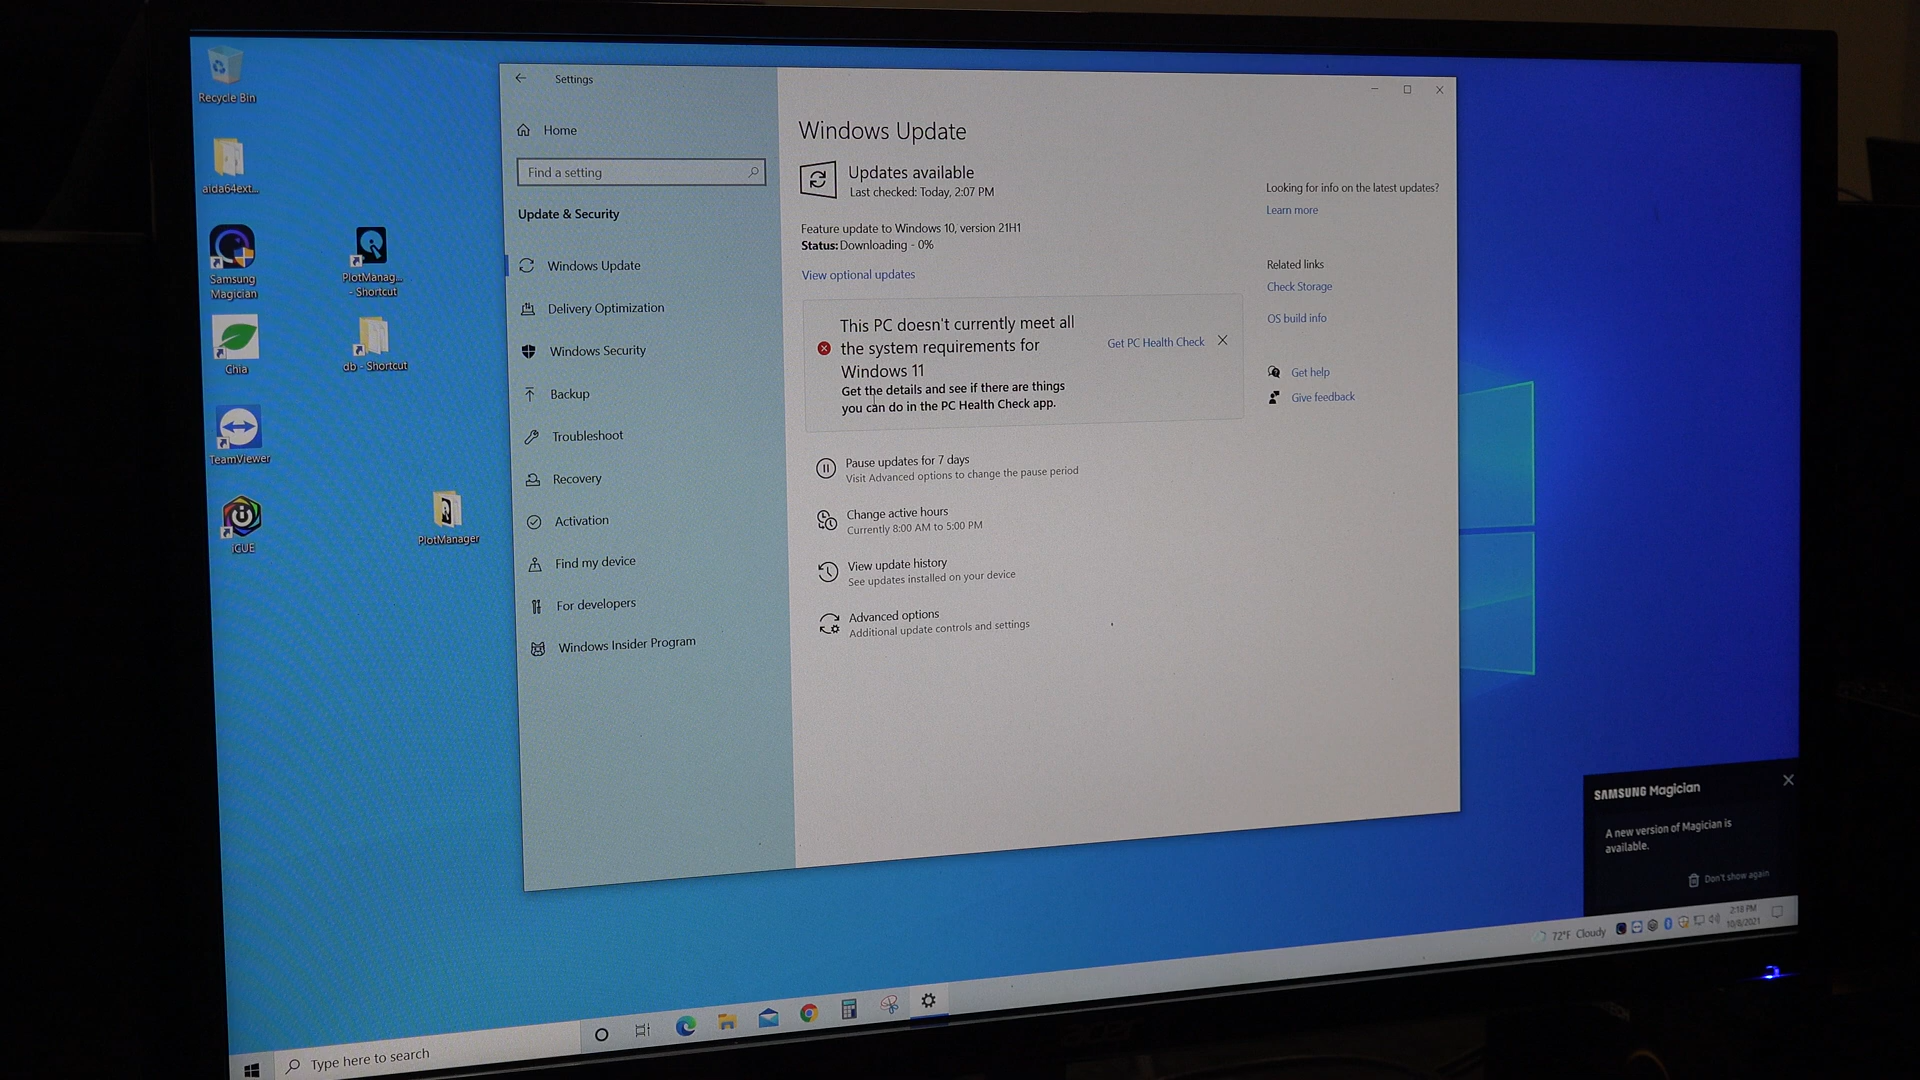 Recycle Bin
aida64ext...
Samsung
Magician
PlotManag...
- Shortcut
Chia
db - Shortcut
TeamViewer
iCUE
PlotManager
Settings
Home
Find a setting
Update & Security
Windows Update
Delivery Optimization
Windows Security
Backup
Troubleshoot
Recovery
Activation
Find my device
For developers
Windows Insider Program
Windows Update
Updates available
Last checked: Today, 2:07 PM
Feature update to Windows 10, version 21H1
Status: Downloading - 0%
View optional updates
This PC doesn't currently meet all
the system requirements for
Windows 11
Get the details and see if there are things
you can do in the PC Health Check app.
Get PC Health Check
Pause updates for 7 days
Visit Advanced options to change the pause period
Change active hours
Currently 8:00 AM to 5:00 PM
View update history
See updates installed on your device
Advanced options
Additional update controls and settings
Looking for info on the latest updates?
Learn more
Related links
Check Storage
OS build info
Get help
Give feedback
SAMSUNG Magician
A new version of Magician is
available.
Don't show again
72°F Cloudy
2:18 PM
10/8/2021
Type here to search